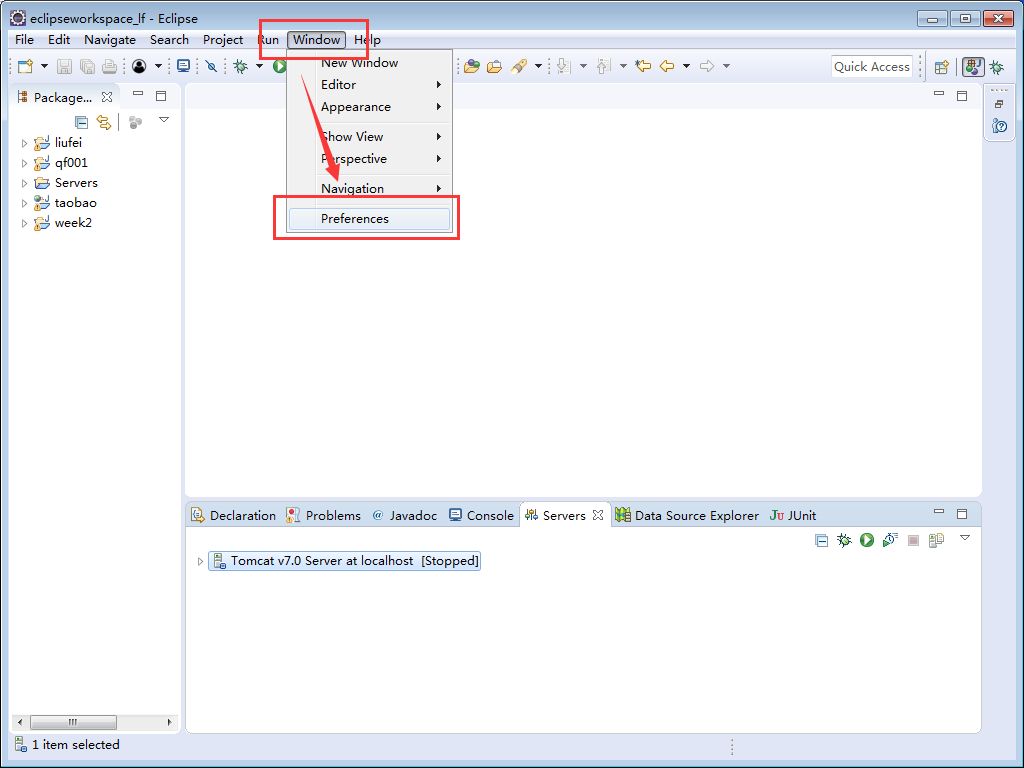 eclipseworkspace_lf - Eclipse
File Edit Navigate Search Project Run Window Help
New Window
Editor
Appearance
Show View
Perspective
Navigation
Preferences
Quick Access
Package...
liufei
qf001
Servers
taobao
week2
Declaration Problems @ Javadoc Console Servers Data Source Explorer Ju JUnit
Tomcat v7.0 Server at localhost [Stopped]
1 item selected